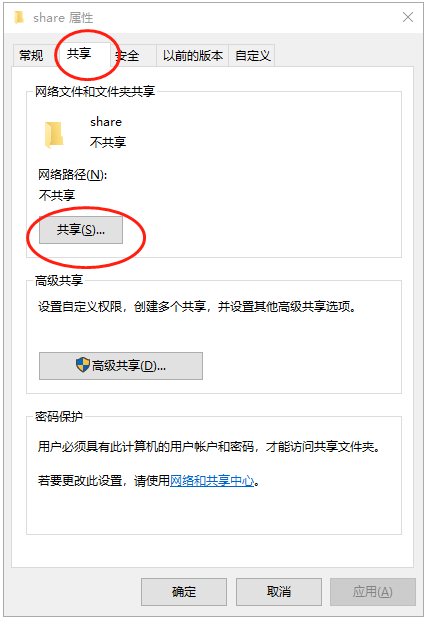 share 属性
常规 共享 安全 以前的版本 自定义
网络文件和文件夹共享
share
不共享
网络路径(N):
不共享
共享(S)...
高级共享
设置自定义权限，创建多个共享，并设置其他高级共享选项。
高级共享(D)...
密码保护
用户必须具有此计算机的用户帐户和密码，才能访问共享文件夹。
若要更改此设置，请使用网络和共享中心。
确定 取消 应用(A)